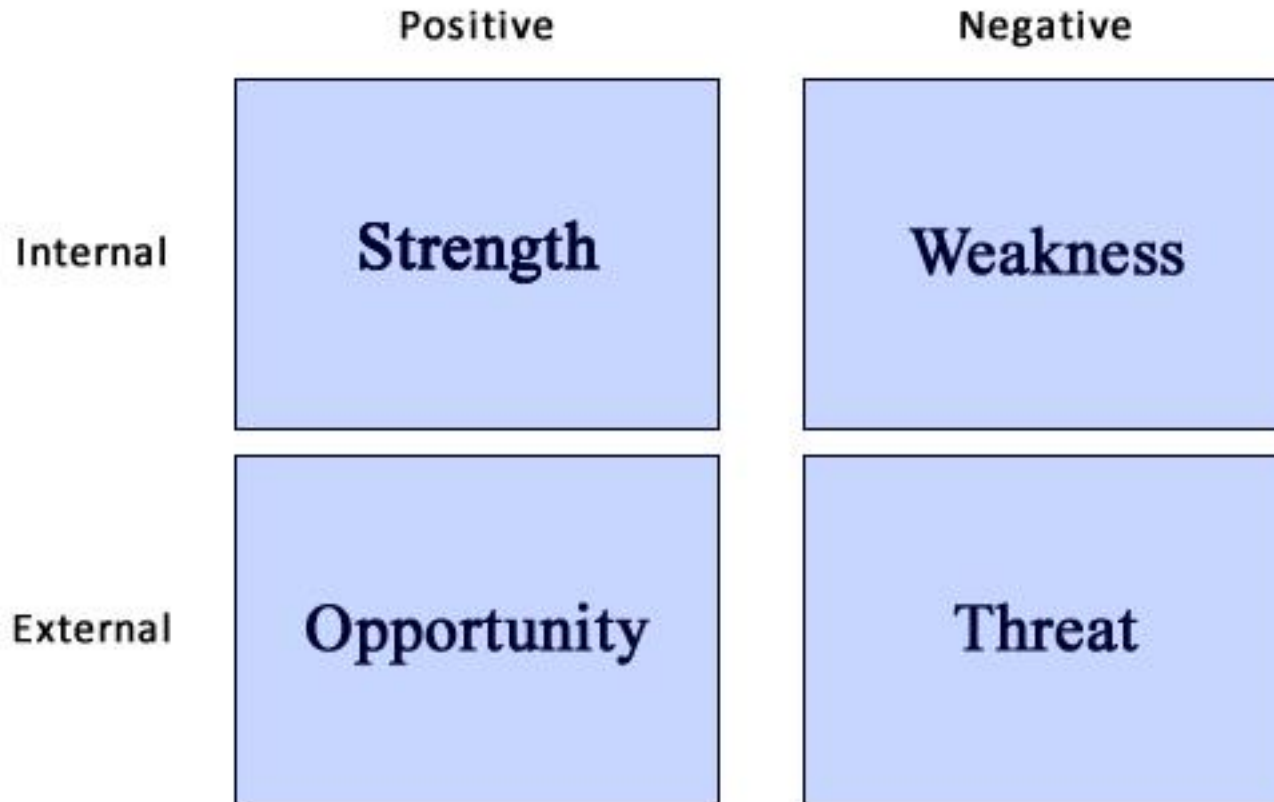 Positive Negative
Internal Strength Weakness
External Opportunity Threat